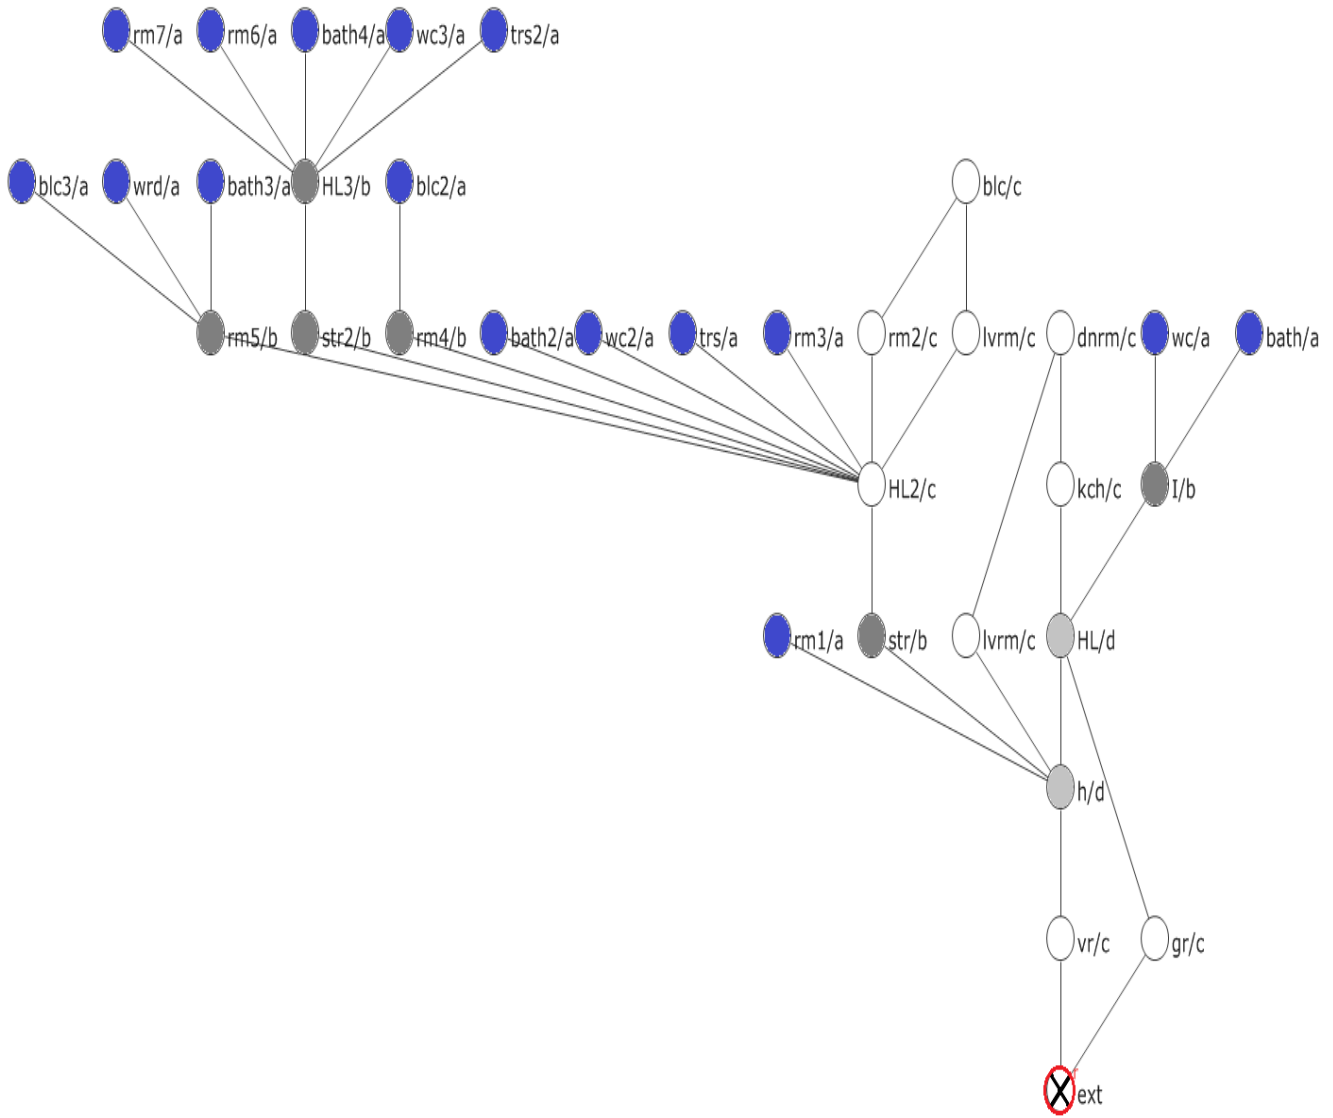 rm7/a rm6/a bath4/a wc3/a trs2/a
blc3/a wrd/a bath3/a HL3/b blc2/a blc/c
rm5/b str2/b rm4/b bath2/a wc2/a trs/a rm3/a rm2/c lvrm/c dnrm/c wc/a bath/a
HL2/c kch/c I/b
rm1/a str/b lvrm/c HL/d
h/d
vr/c gr/c
ext